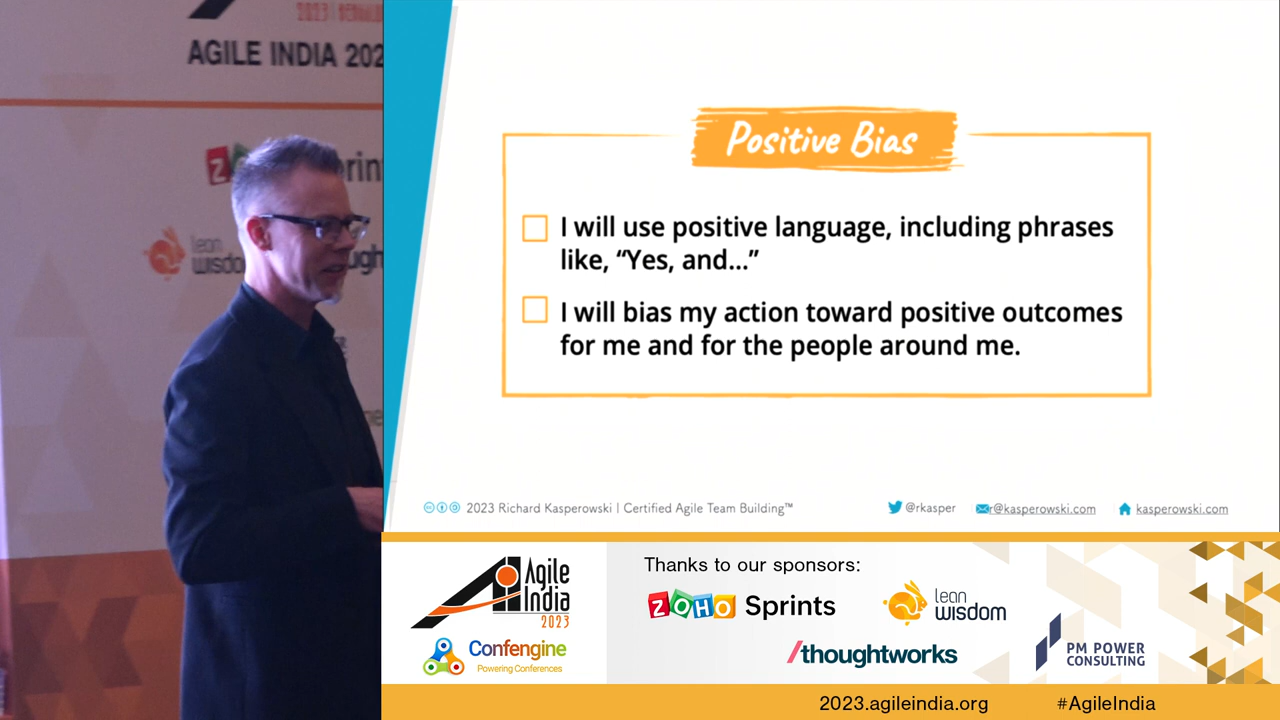 AGILE INDIA 202
Positive Bias
I will use positive language, including phrases
like, “Yes, and...”
I will bias my action toward positive outcomes
for me and for the people around me.
2023 Richard Kasperowski | Certified Agile Team Building™
@rkasper
r@kasperowski.com
kasperowski.com
lean
wisdo
Agile
India
2023
Confengine
Powering Conferences
Thanks to our sponsors:
ZOHO Sprints
lean
wisdom
/thoughtworks
PM POWER
CONSULTING
2023.agileindia.org
#AgileIndia